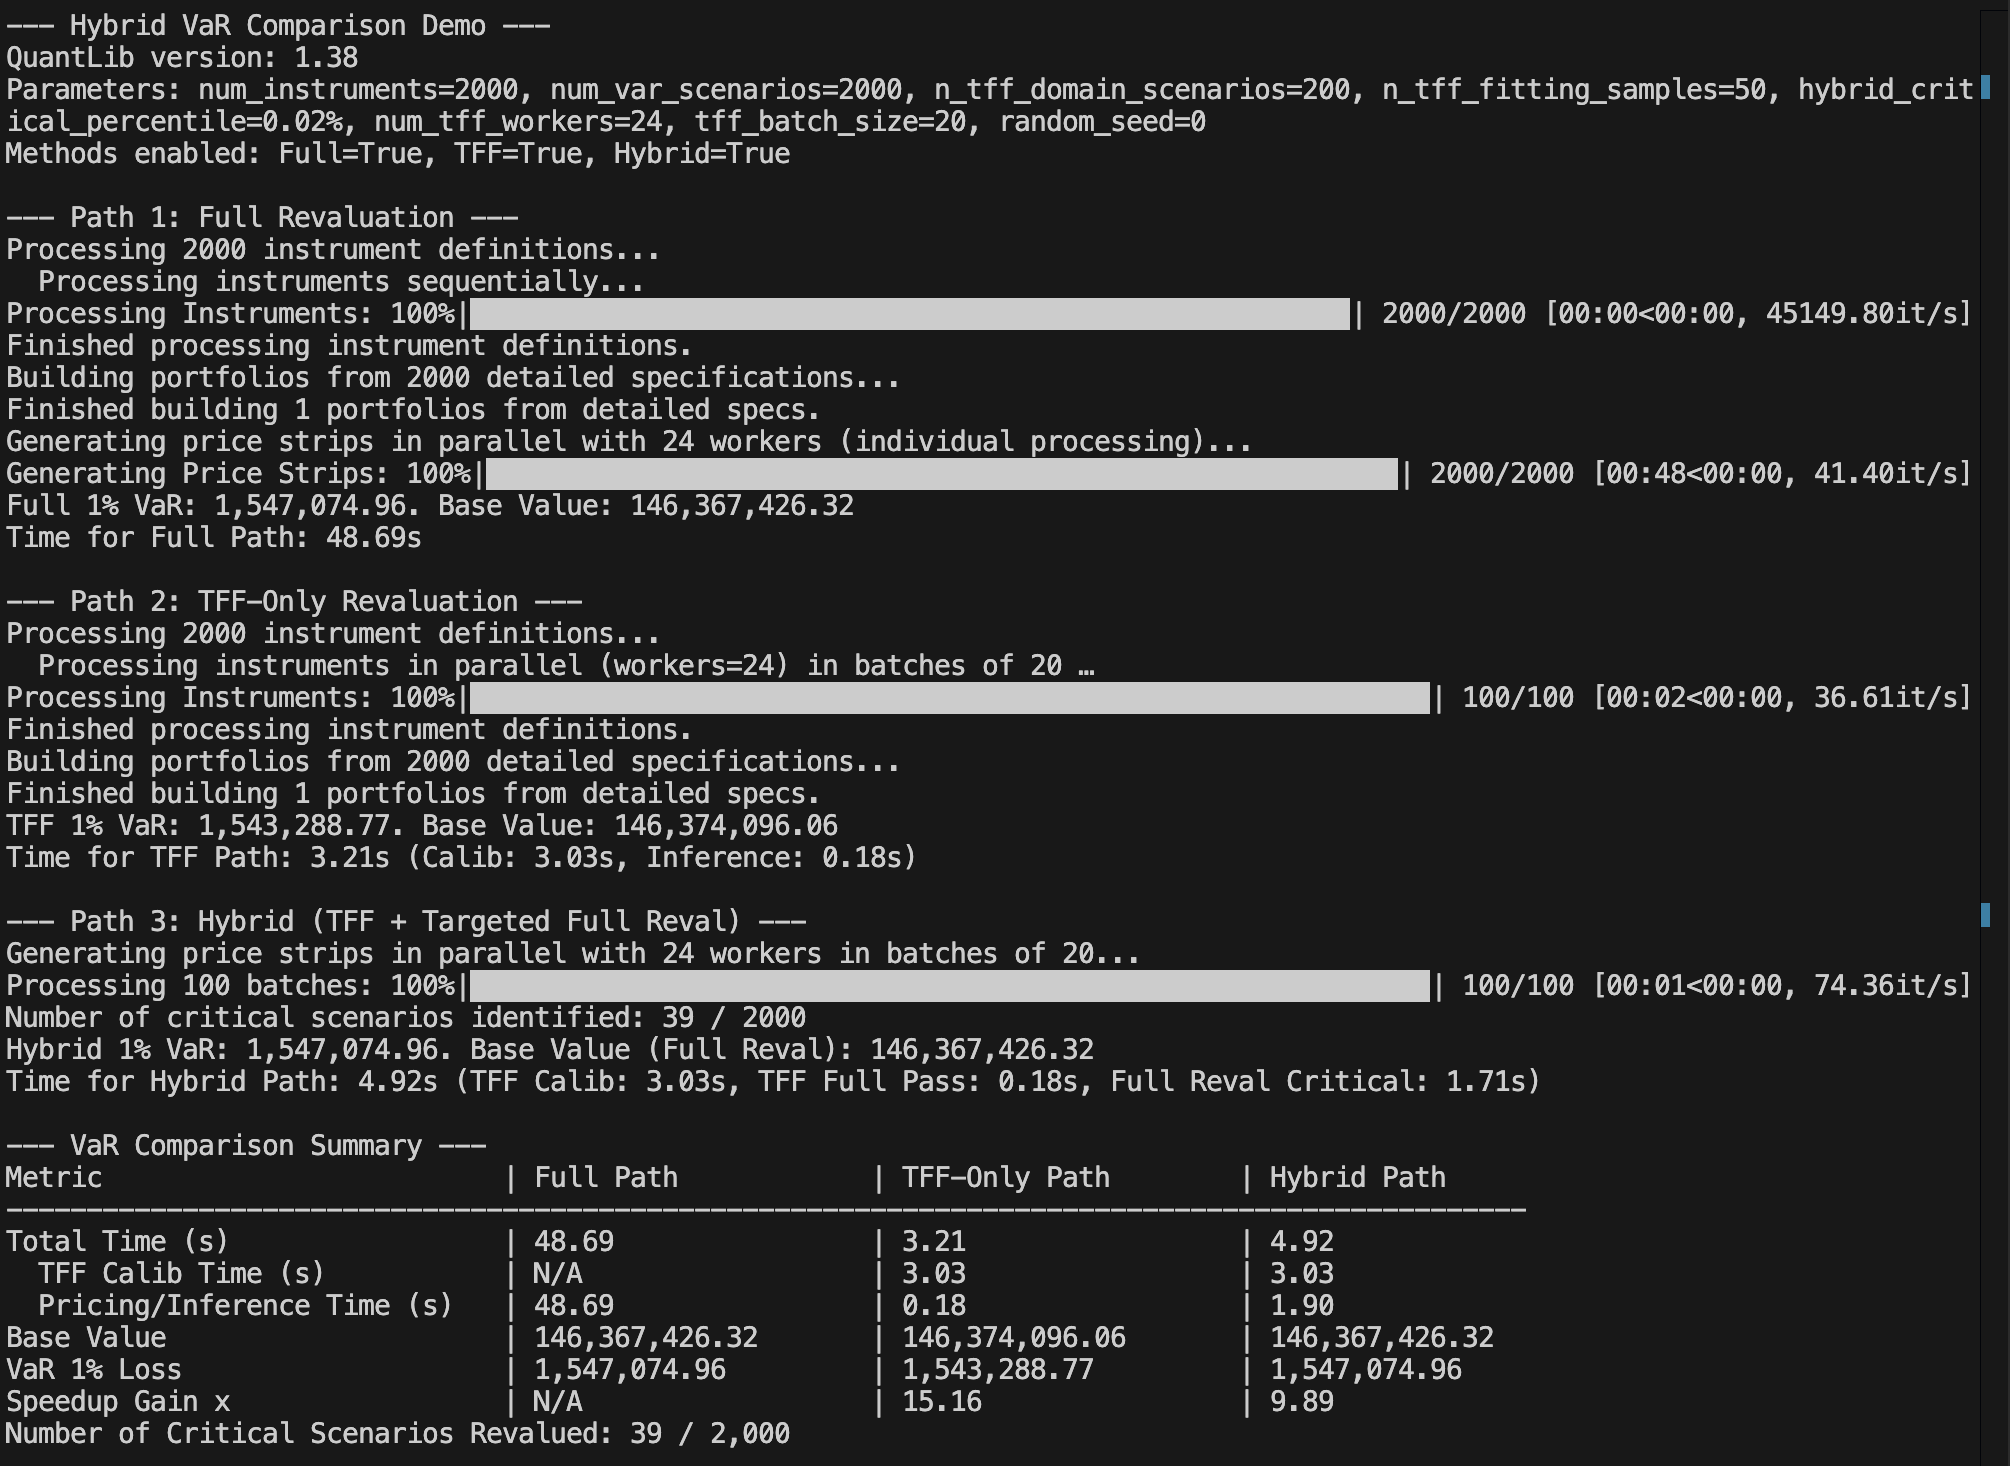 --- Hybrid VaR Comparison Demo ---
QuantLib version: 1.38
Parameters: num_instruments=2000, num_var_scenarios=2000, n_tff_domain_scenarios=200, n_tff_fitting_samples=50, hybrid_crit
ical_percentile=0.02%, num_tff_workers=24, tff_batch_size=20, random_seed=0
Methods enabled: Full=True, TFF=True, Hybrid=True

--- Path 1: Full Revaluation ---
Processing 2000 instrument definitions...
  Processing instruments sequentially...
Processing Instruments: 100%|██████████| 2000/2000 [00:00<00:00, 45149.80it/s]
Finished processing instrument definitions.
Building portfolios from 2000 detailed specifications...
Finished building 1 portfolios from detailed specs.
Generating price strips in parallel with 24 workers (individual processing)...
Generating Price Strips: 100%|██████████| 2000/2000 [00:48<00:00, 41.40it/s]
Full 1% VaR: 1,547,074.96. Base Value: 146,367,426.32
Time for Full Path: 48.69s

--- Path 2: TFF-Only Revaluation ---
Processing 2000 instrument definitions...
  Processing instruments in parallel (workers=24) in batches of 20 …
Processing Instruments: 100%|██████████| 100/100 [00:02<00:00, 36.61it/s]
Finished processing instrument definitions.
Building portfolios from 2000 detailed specifications...
Finished building 1 portfolios from detailed specs.
TFF 1% VaR: 1,543,288.77. Base Value: 146,374,096.06
Time for TFF Path: 3.21s (Calib: 3.03s, Inference: 0.18s)

--- Path 3: Hybrid (TFF + Targeted Full Reval) ---
Generating price strips in parallel with 24 workers in batches of 20...
Processing 100 batches: 100%|██████████| 100/100 [00:01<00:00, 74.36it/s]
Number of critical scenarios identified: 39 / 2000
Hybrid 1% VaR: 1,547,074.96. Base Value (Full Reval): 146,367,426.32
Time for Hybrid Path: 4.92s (TFF Calib: 3.03s, TFF Full Pass: 0.18s, Full Reval Critical: 1.71s)

--- VaR Comparison Summary ---
Metric | Full Path | TFF-Only Path | Hybrid Path
-----------------------------------------------------------------------------------------------
Total Time (s) | 48.69 | 3.21 | 4.92
  TFF Calib Time (s) | N/A | 3.03 | 3.03
  Pricing/Inference Time (s) | 48.69 | 0.18 | 1.90
Base Value | 146,367,426.32 | 146,374,096.06 | 146,367,426.32
VaR 1% Loss | 1,547,074.96 | 1,543,288.77 | 1,547,074.96
Speedup Gain x | N/A | 15.16 | 9.89
Number of Critical Scenarios Revalued: 39 / 2,000